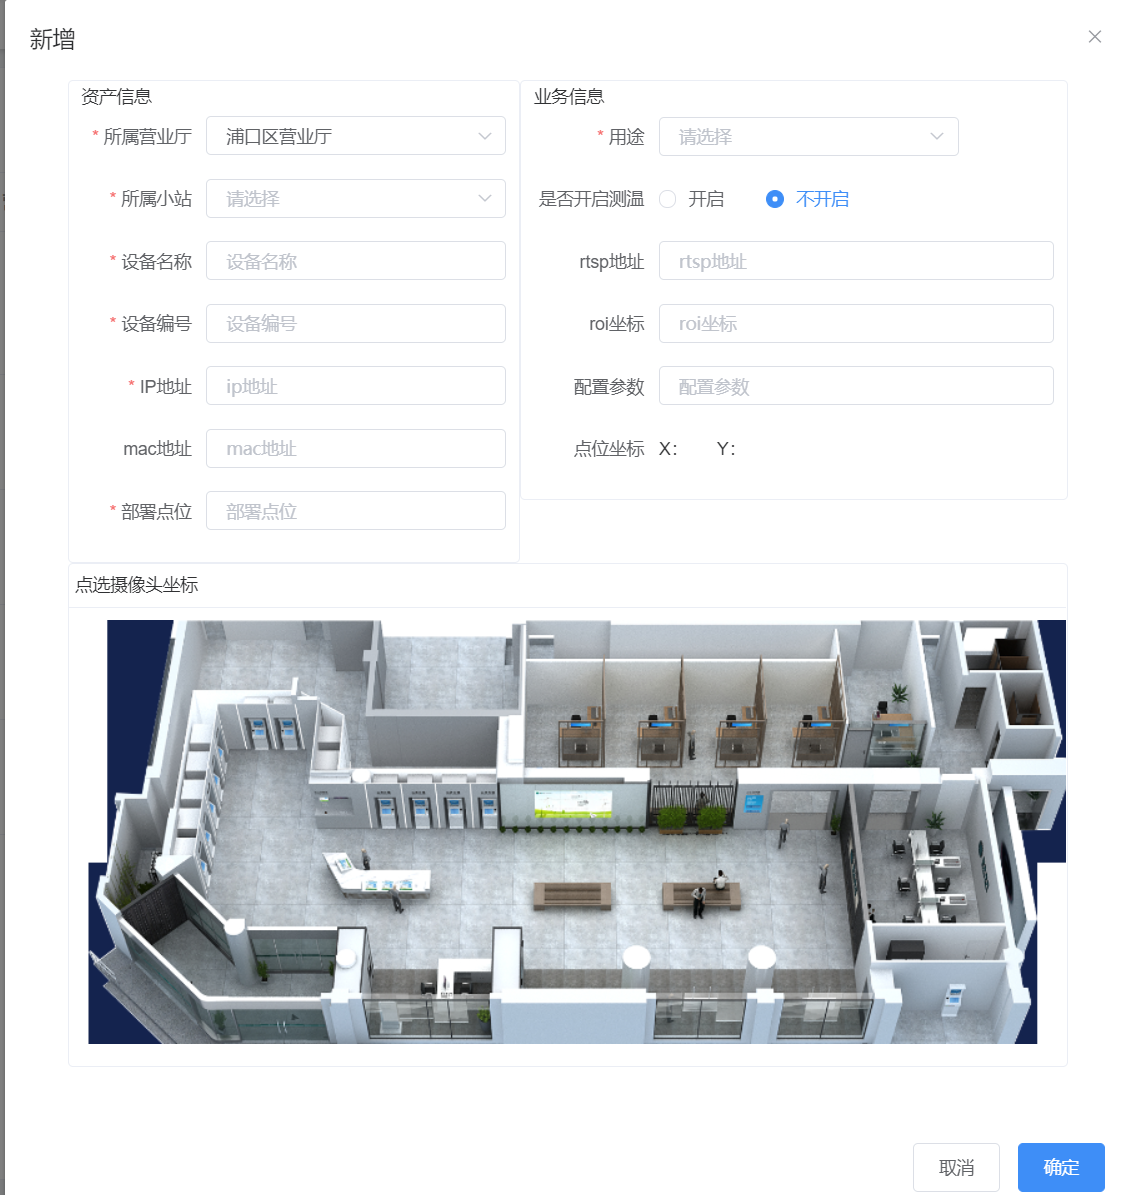 新增
资产信息
* 所属营业厅 浦口区营业厅
* 所属小站 请选择
* 设备名称 设备名称
* 设备编号 设备编号
* IP地址 ip地址
mac地址 mac地址
* 部署点位 部署点位
业务信息
* 用途 请选择
是否开启测温 开启 不开启
rtsp地址 rtsp地址
roi坐标 roi坐标
配置参数 配置参数
点位坐标 X： Y：
点选摄像头坐标
取消 确定